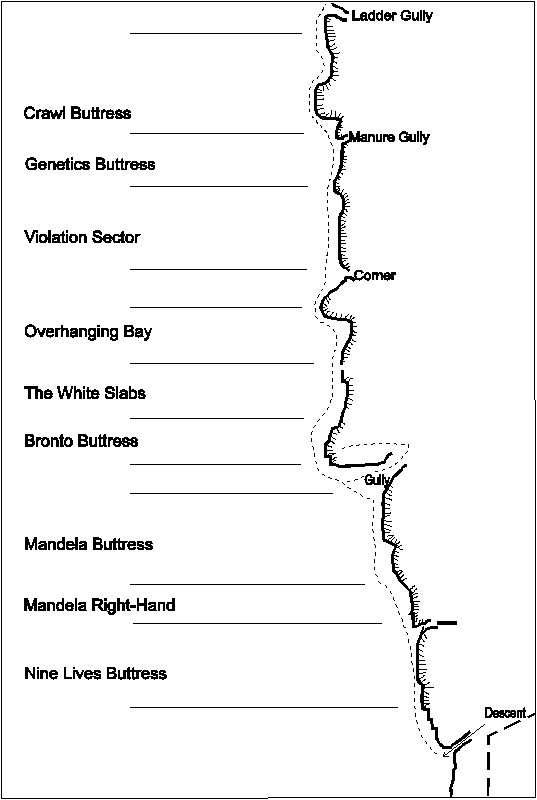 Ladder Gully
Crawl Buttress
Manure Gully
Genetics Buttress
Violation Sector
Corner
Overhanging Bay
The White Slabs
Bronto Buttress
Gully
Mandela Buttress
Mandela Right-Hand
Nine Lives Buttress
Descent